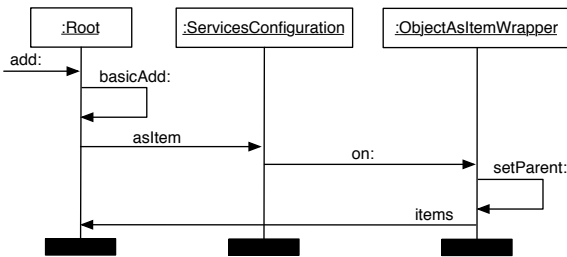 :Root
:ServicesConfiguration
:ObjectAsItemWrapper
add:
basicAdd:
asItem
on:
setParent:
items